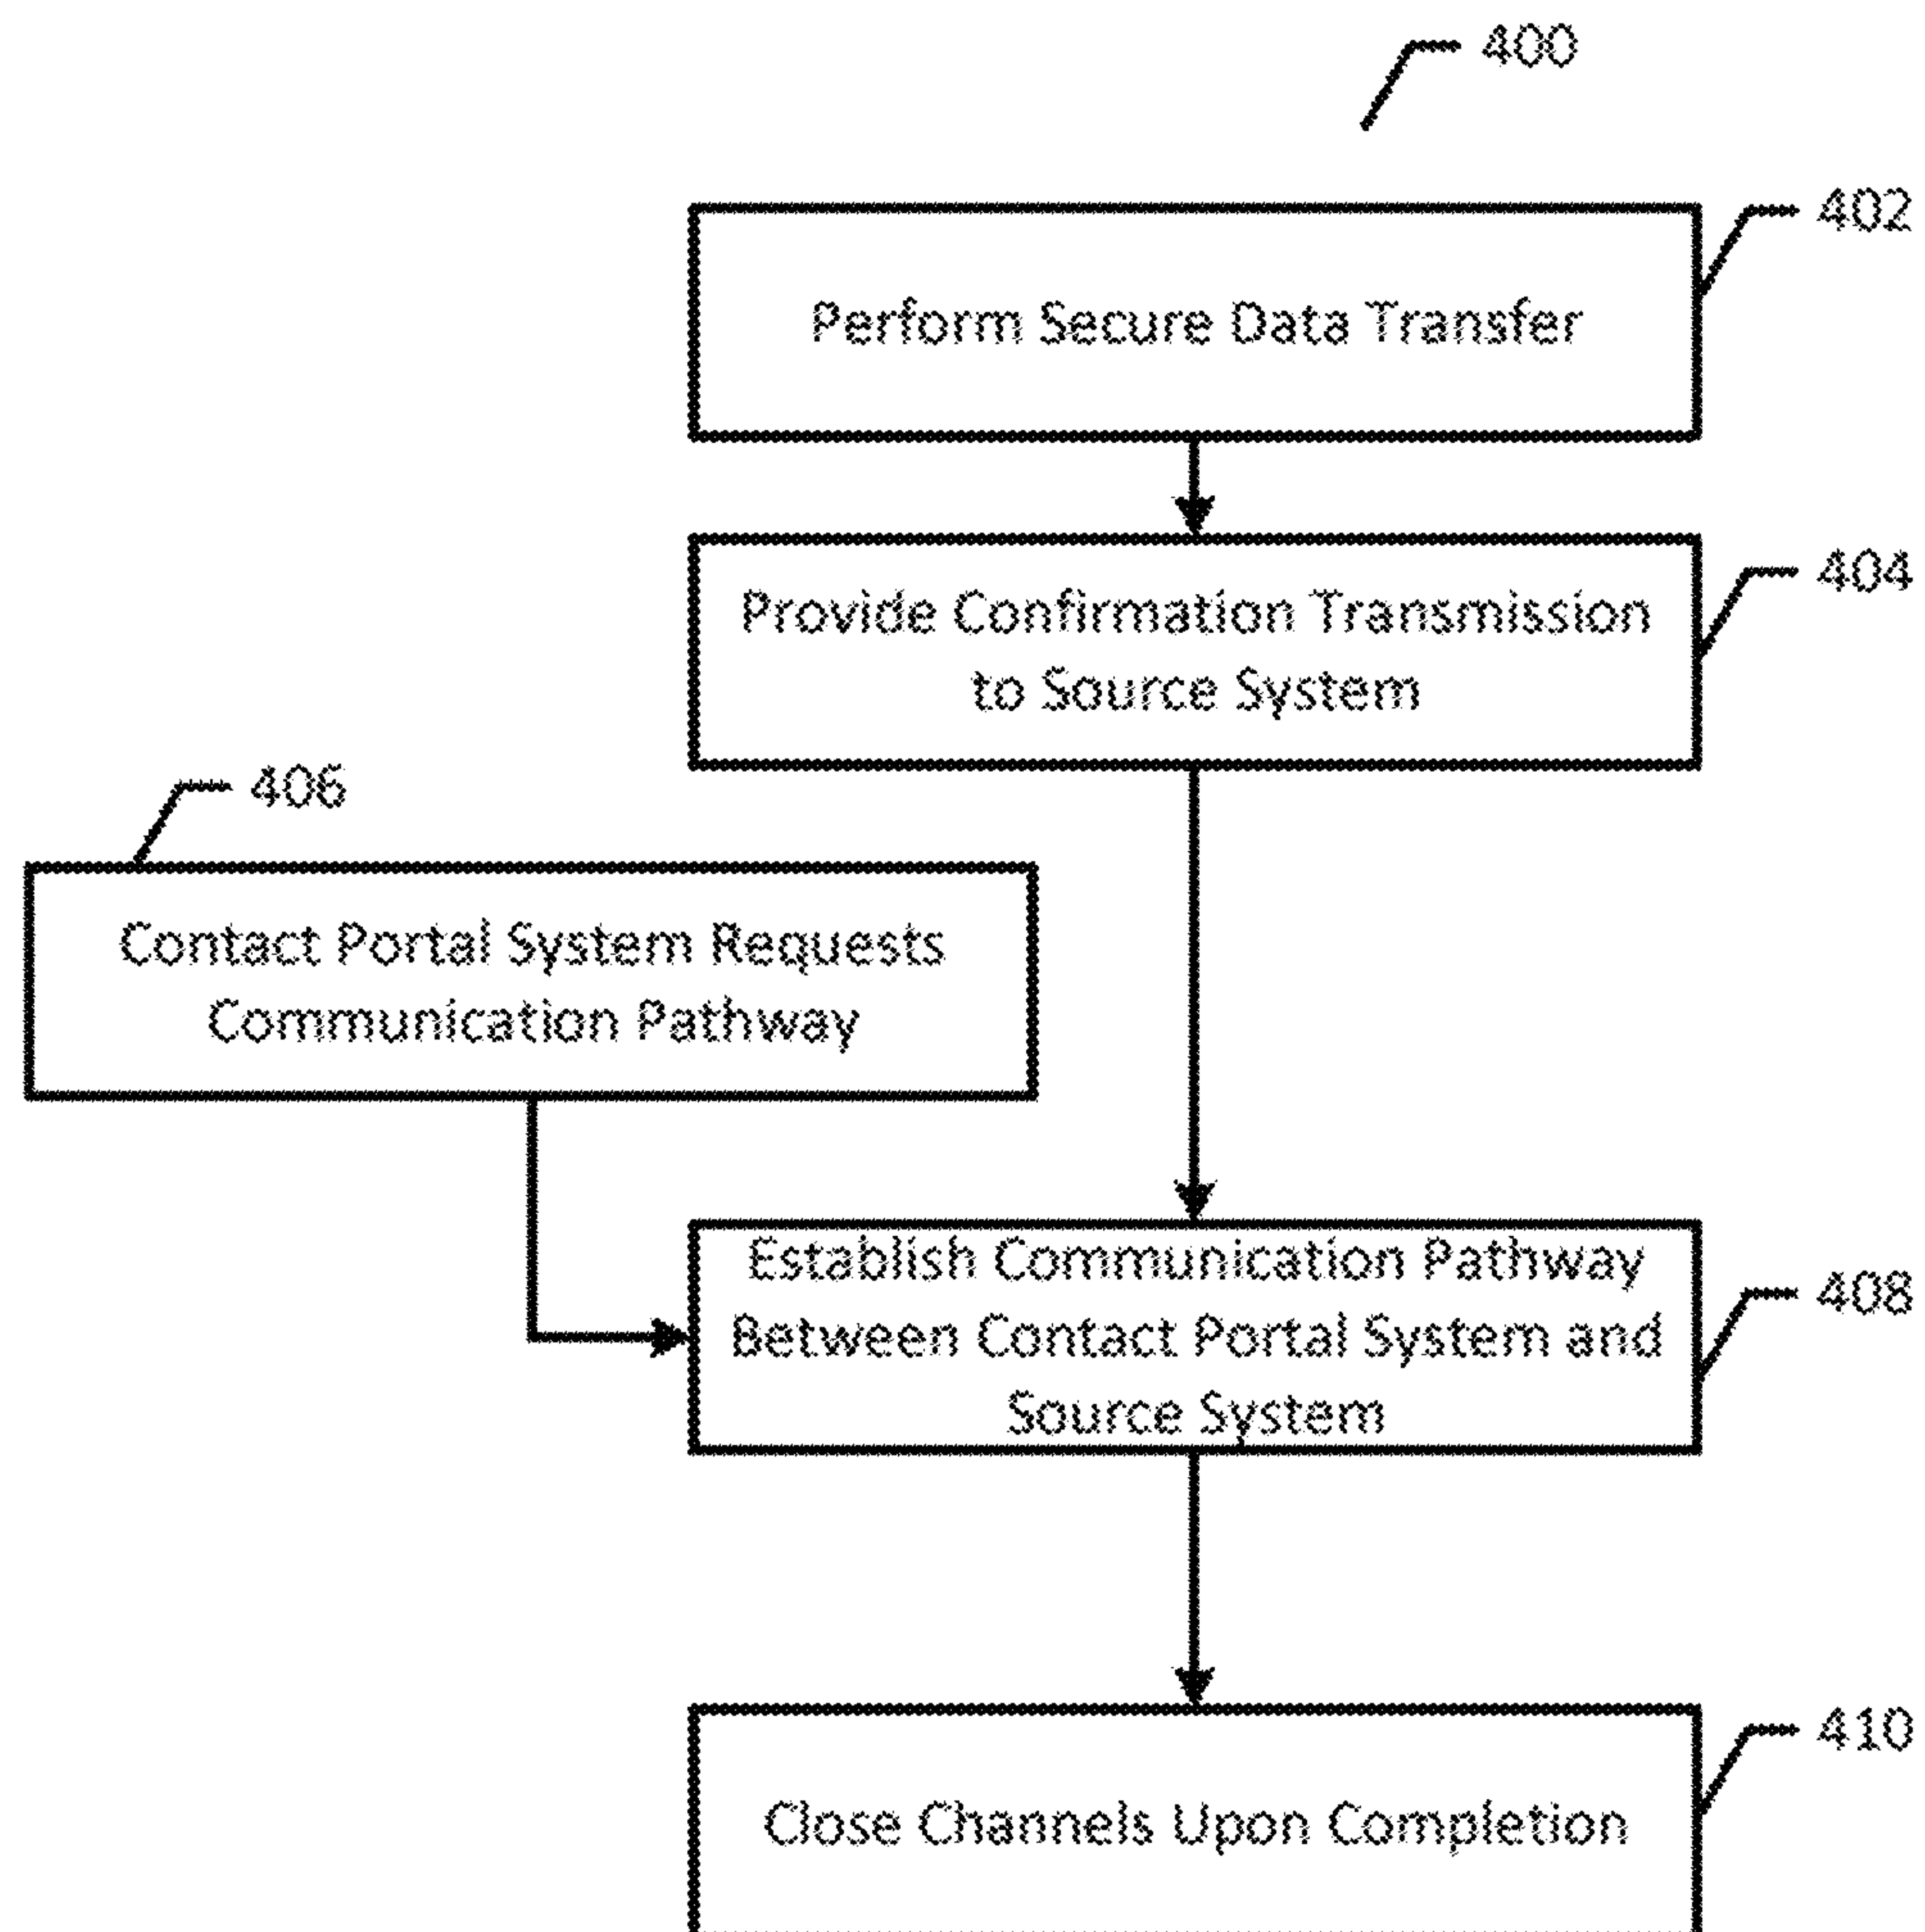 400
402
Perform Secure Data Transfer
404
Provide Confirmation Transmission
to Source System
406
Contact Portal System Requests
Communication Pathway
408
Establish Communication Pathway
Between Contact Portal System and
Source System
410
Close Channels Upon Completion